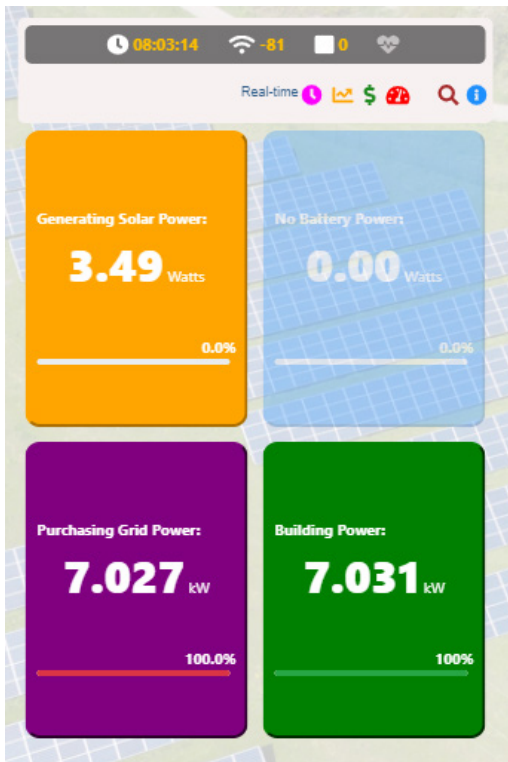 08:03:14 -81 0
Real-time
Generating Solar Power:
3.49 Watts
0.0%
No Battery Power:
0.00 Watts
0.0%
Purchasing Grid Power:
7.027 kW
100.0%
Building Power:
7.031 kW
100%